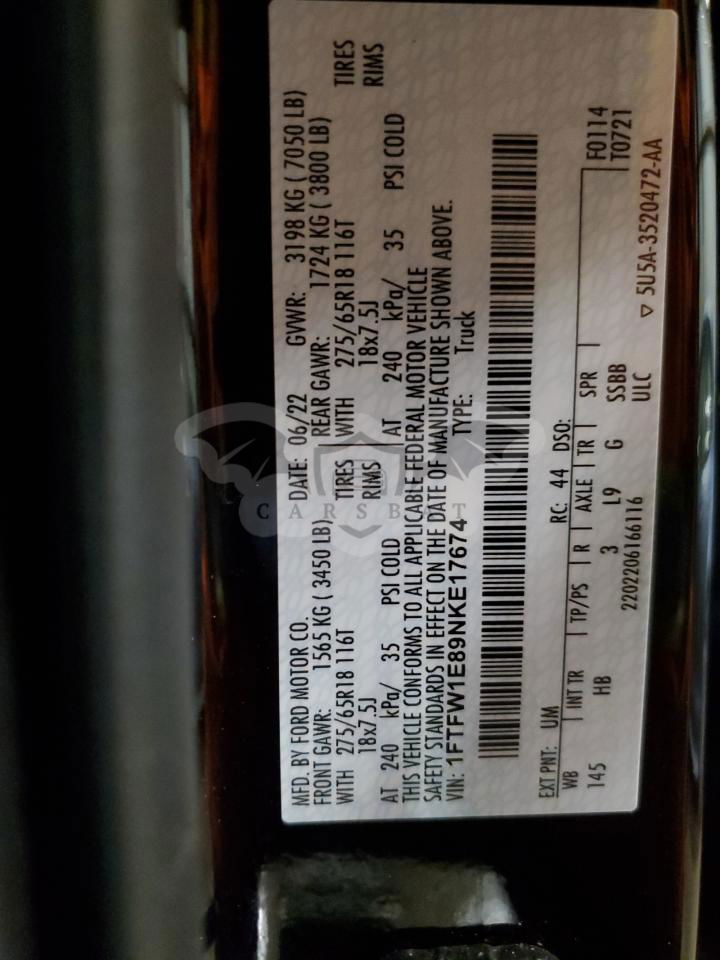 MFD. BY FORD MOTOR CO. DATE: 06/22 GVWR: 3198 KG ( 7050 LB)
FRONT GAWR: 1565 KG ( 3450 LB) REAR GAWR: 1724 KG ( 3800 LB)
WITH 275/65R18 116T TIRES WITH 275/65R18 116T TIRES
18x7.5J RIMS 18x7.5J RIMS
AT 240 kPa/ 35 PSI COLD AT 240 kPa/ 35 PSI COLD
THIS VEHICLE CONFORMS TO ALL APPLICABLE FEDERAL MOTOR VEHICLE
SAFETY STANDARDS IN EFFECT ON THE DATE OF MANUFACTURE SHOWN ABOVE.
VIN: 1FTFW1E89NKE17674 TYPE: Truck
EXT PNT: UM RC: 44 DSO:
WB INT TR TP/PS R AXLE TR SPR F0114
T0721
145 HB 3 L9 G SSBB
2202206166116 ULC
▽ 5U5A-3520472-AA
CARSBAT